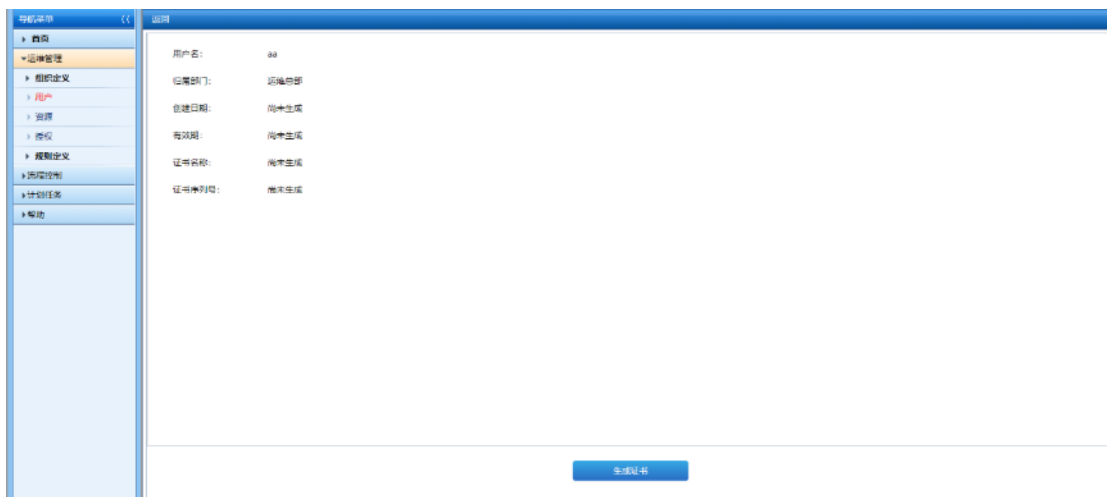 导航菜单
返回
首页
运维管理
组织定义
用户
资源
授权
规则定义
流程控制
计划任务
帮助
用户名: aa
归属部门: 运维总部
创建日期: 尚未生成
有效期: 尚未生成
证书名称: 尚未生成
证书序列号: 尚未生成
生成证书